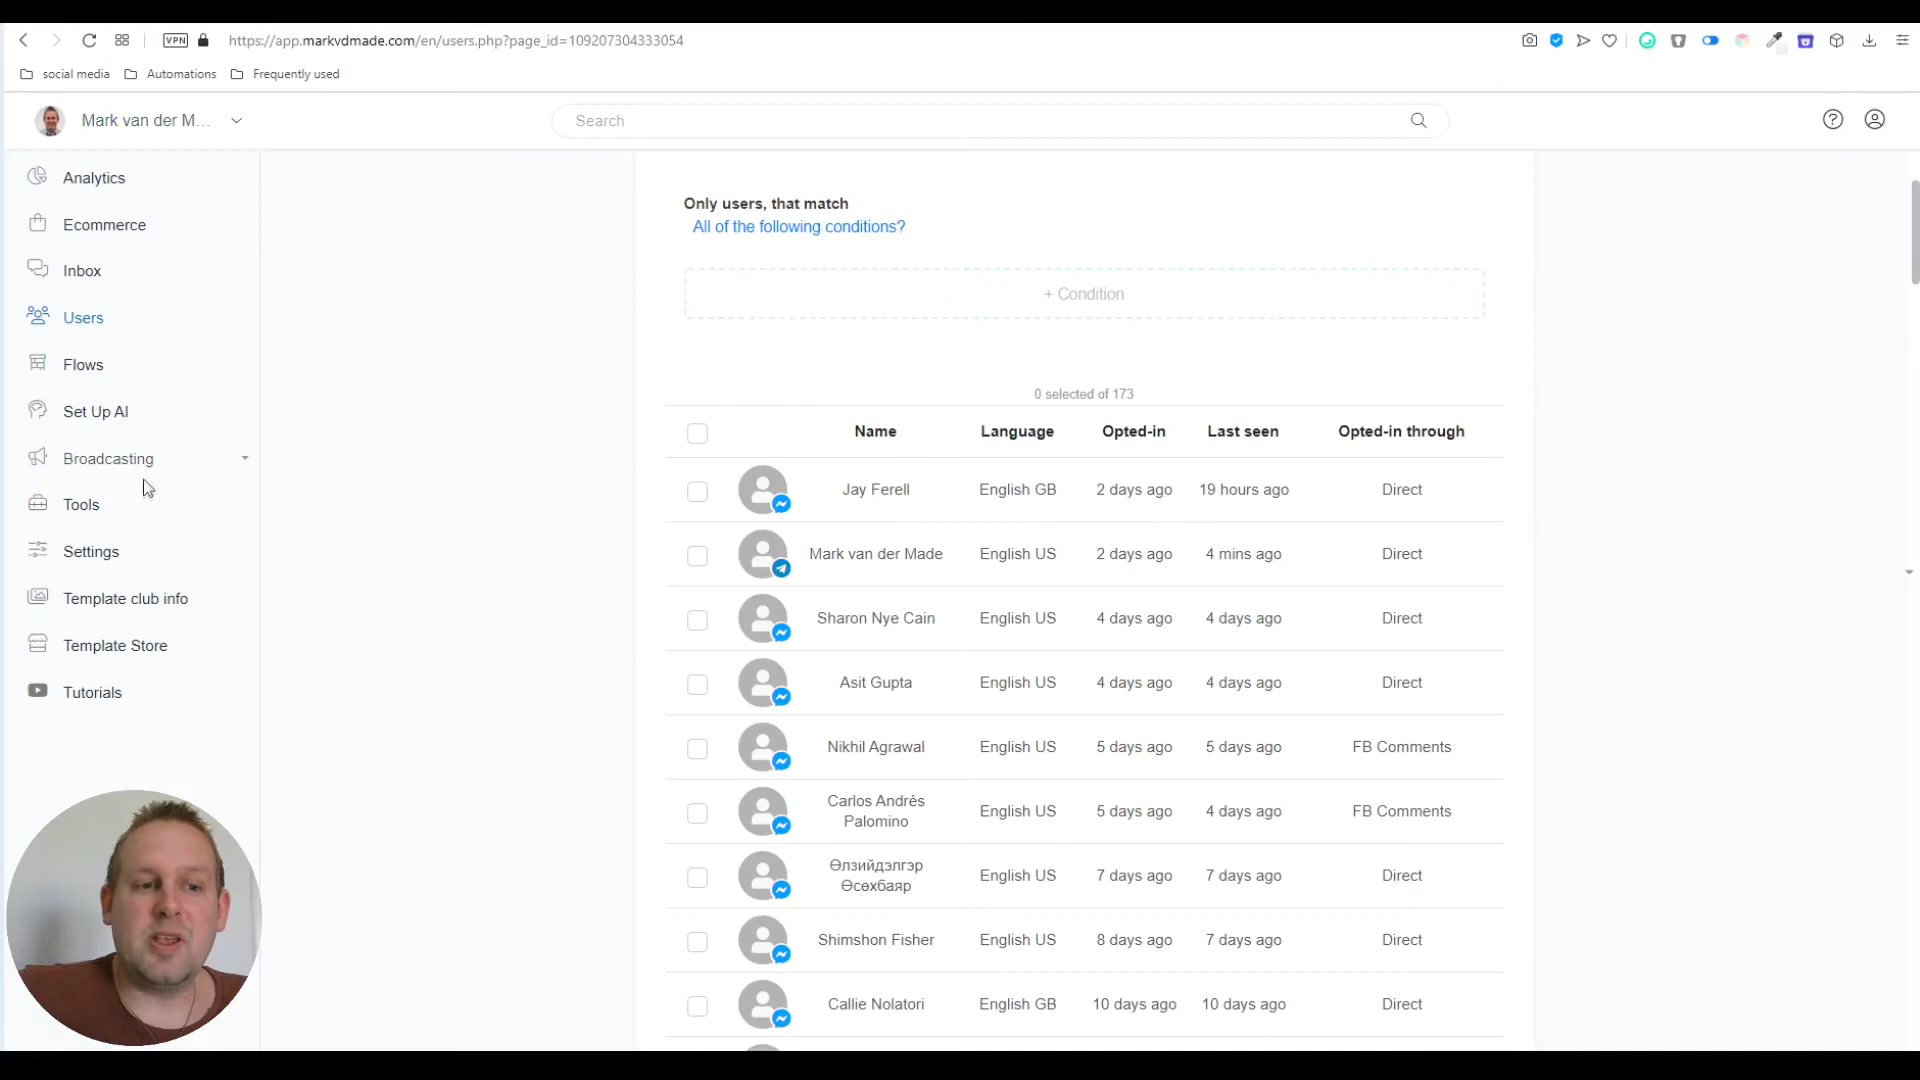 VPN
https://app.markvdmade.com/en/users.php?page_id=109207304333054
social media
Automations
Frequently used
Mark van der M...
Search
Analytics
Ecommerce
Inbox
Users
Flows
Set Up AI
Broadcasting
Tools
Settings
Template club info
Template Store
Tutorials
Only users, that match
All of the following conditions?
+ Condition
0 selected of 173
Name Language Opted-in Last seen Opted-in through
Jay Ferell English GB 2 days ago 19 hours ago Direct
Mark van der Made English US 2 days ago 4 mins ago Direct
Sharon Nye Cain English US 4 days ago 4 days ago Direct
Asit Gupta English US 4 days ago 4 days ago Direct
Nikhil Agrawal English US 5 days ago 5 days ago FB Comments
Carlos Andrés
Palomino English US 5 days ago 4 days ago FB Comments
Өлзийдэлгэр
Өсөхбаяр English US 7 days ago 7 days ago Direct
Shimshon Fisher English US 8 days ago 7 days ago Direct
Callie Nolatori English GB 10 days ago 10 days ago Direct